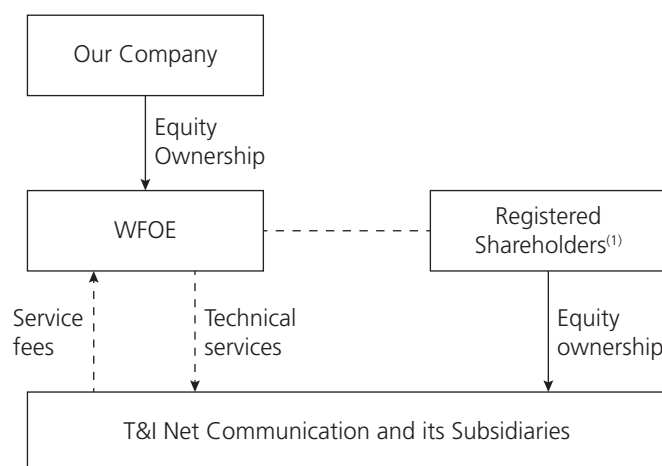 Our Company
Equity
Ownership
WFOE
Registered
Shareholders(1)
Service
fees
Technical
services
Equity
ownership
T&I Net Communication and its Subsidiaries